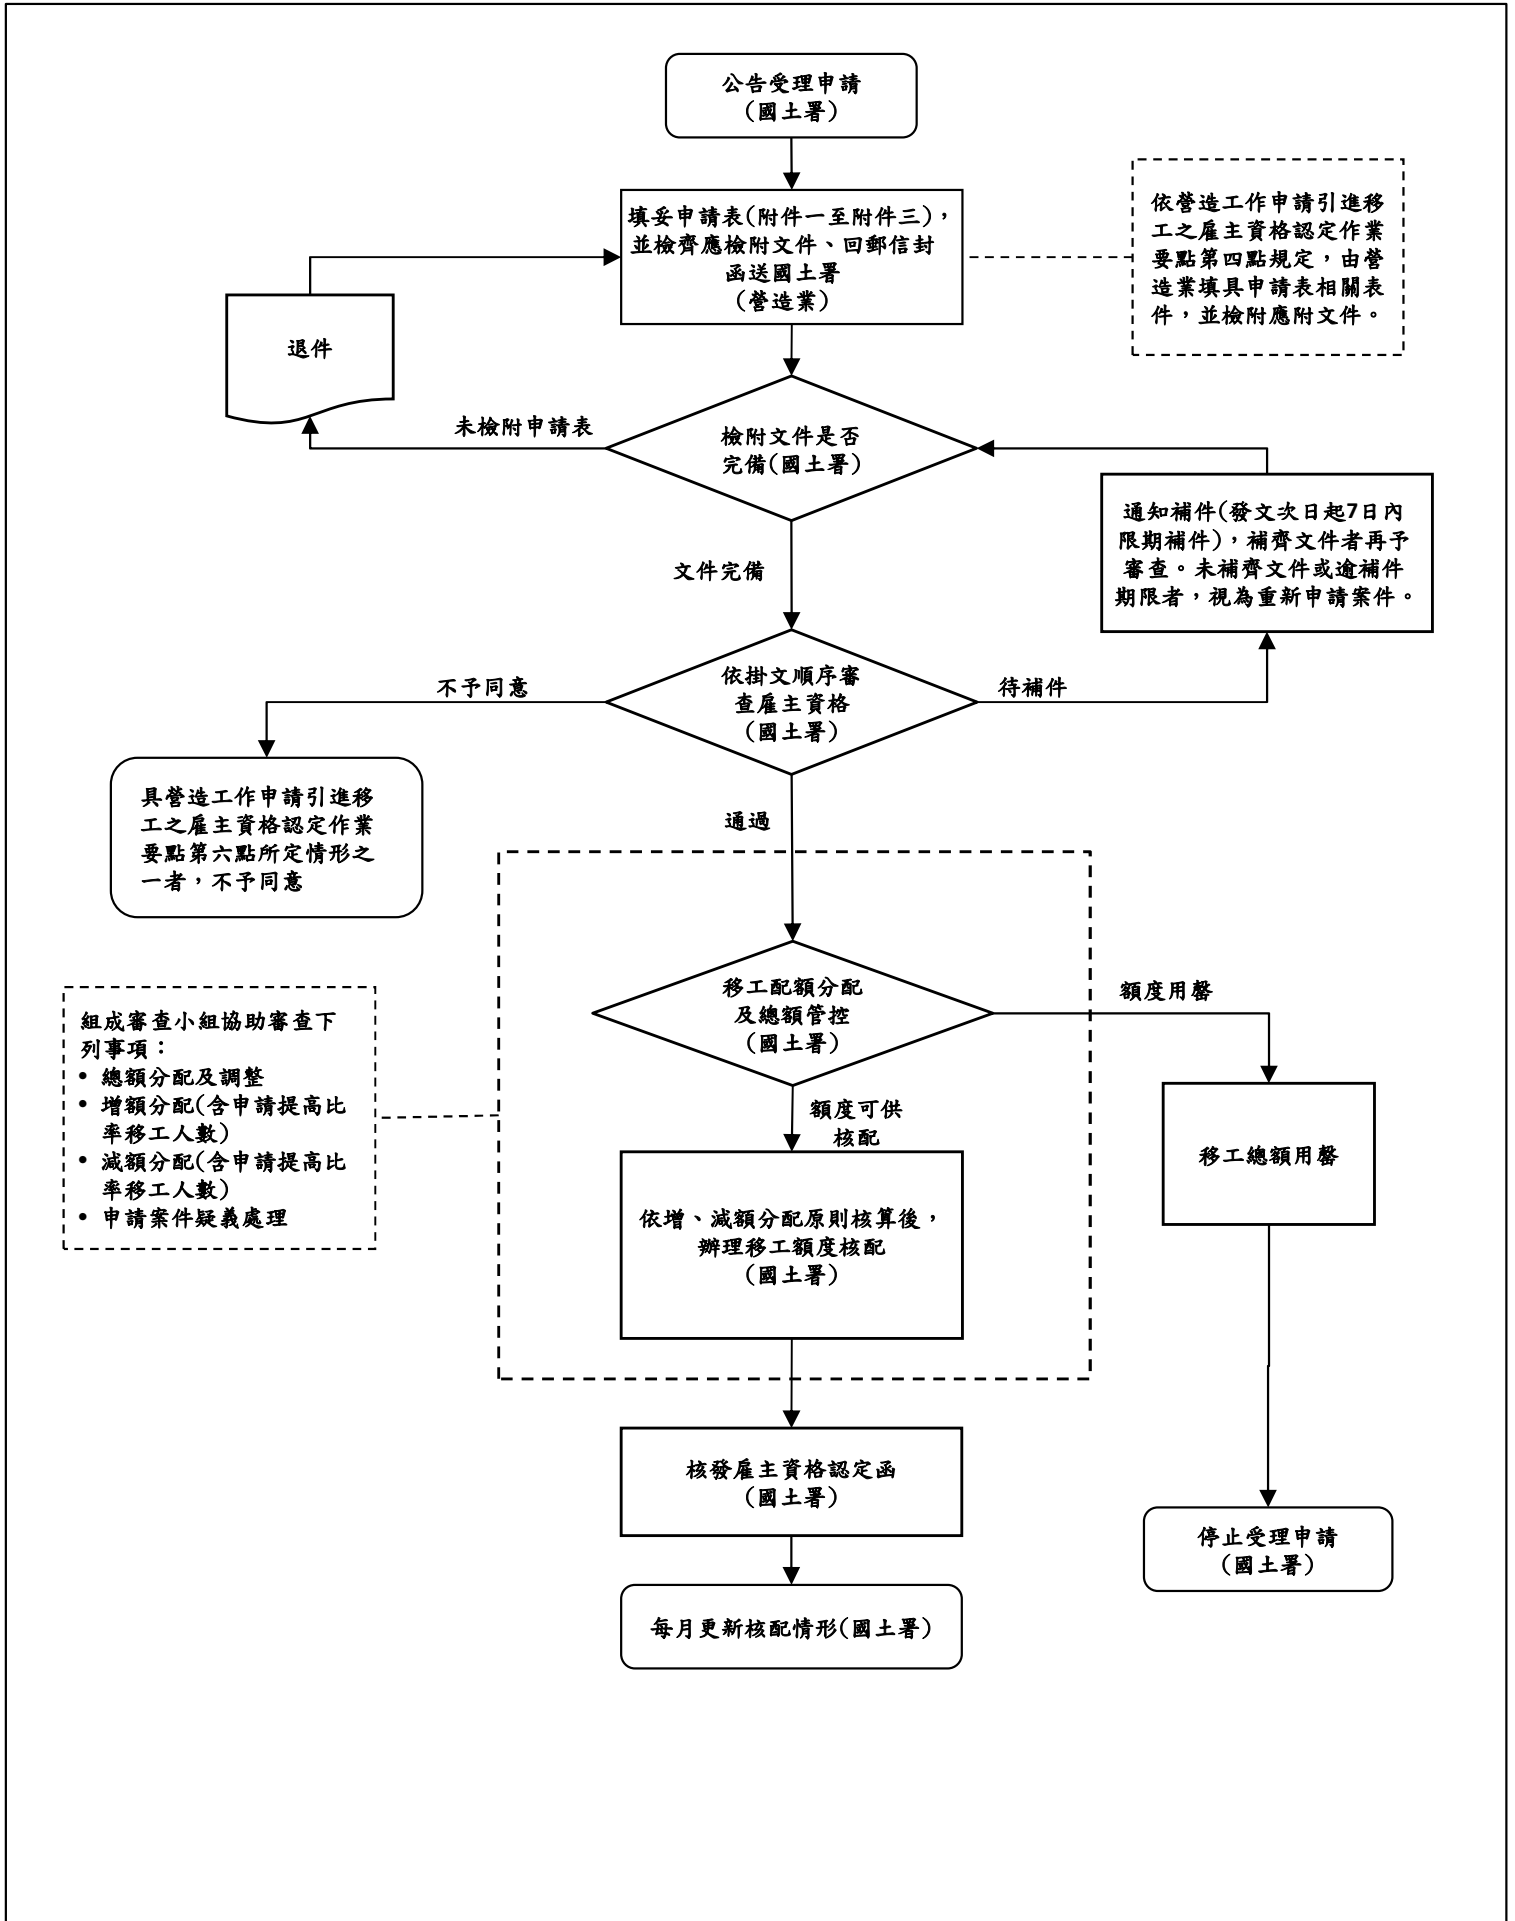 公告受理申請
(國土署)
填妥申請表(附件一至附件三)，
並檢齊應檢附文件、回郵信封
函送國土署
(營造業)
依營造工作申請引進移
工之雇主資格認定作業
要點第四點規定，由營
造業填具申請表相關表
件，並檢附應附文件。
退件
未檢附申請表
檢附文件是否
完備(國土署)
通知補件(發文次日起7日內
限期補件)，補齊文件者再予
審查。未補齊文件或逾補件
期限者，視為重新申請案件。
文件完備
不予同意
依掛文順序審
查雇主資格
(國土署)
待補件
具營造工作申請引進移
工之雇主資格認定作業
要點第六點所定情形之
一者，不予同意
通過
移工配額分配
及總額管控
(國土署)
額度用罄
組成審查小組協助審查下
列事項：
• 總額分配及調整
• 增額分配(含申請提高比
率移工人數)
• 減額分配(含申請提高比
率移工人數)
• 申請案件疑義處理
額度可供
核配
移工總額用罄
依增、減額分配原則核算後，
辦理移工額度核配
(國土署)
核發雇主資格認定函
(國土署)
停止受理申請
(國土署)
每月更新核配情形(國土署)